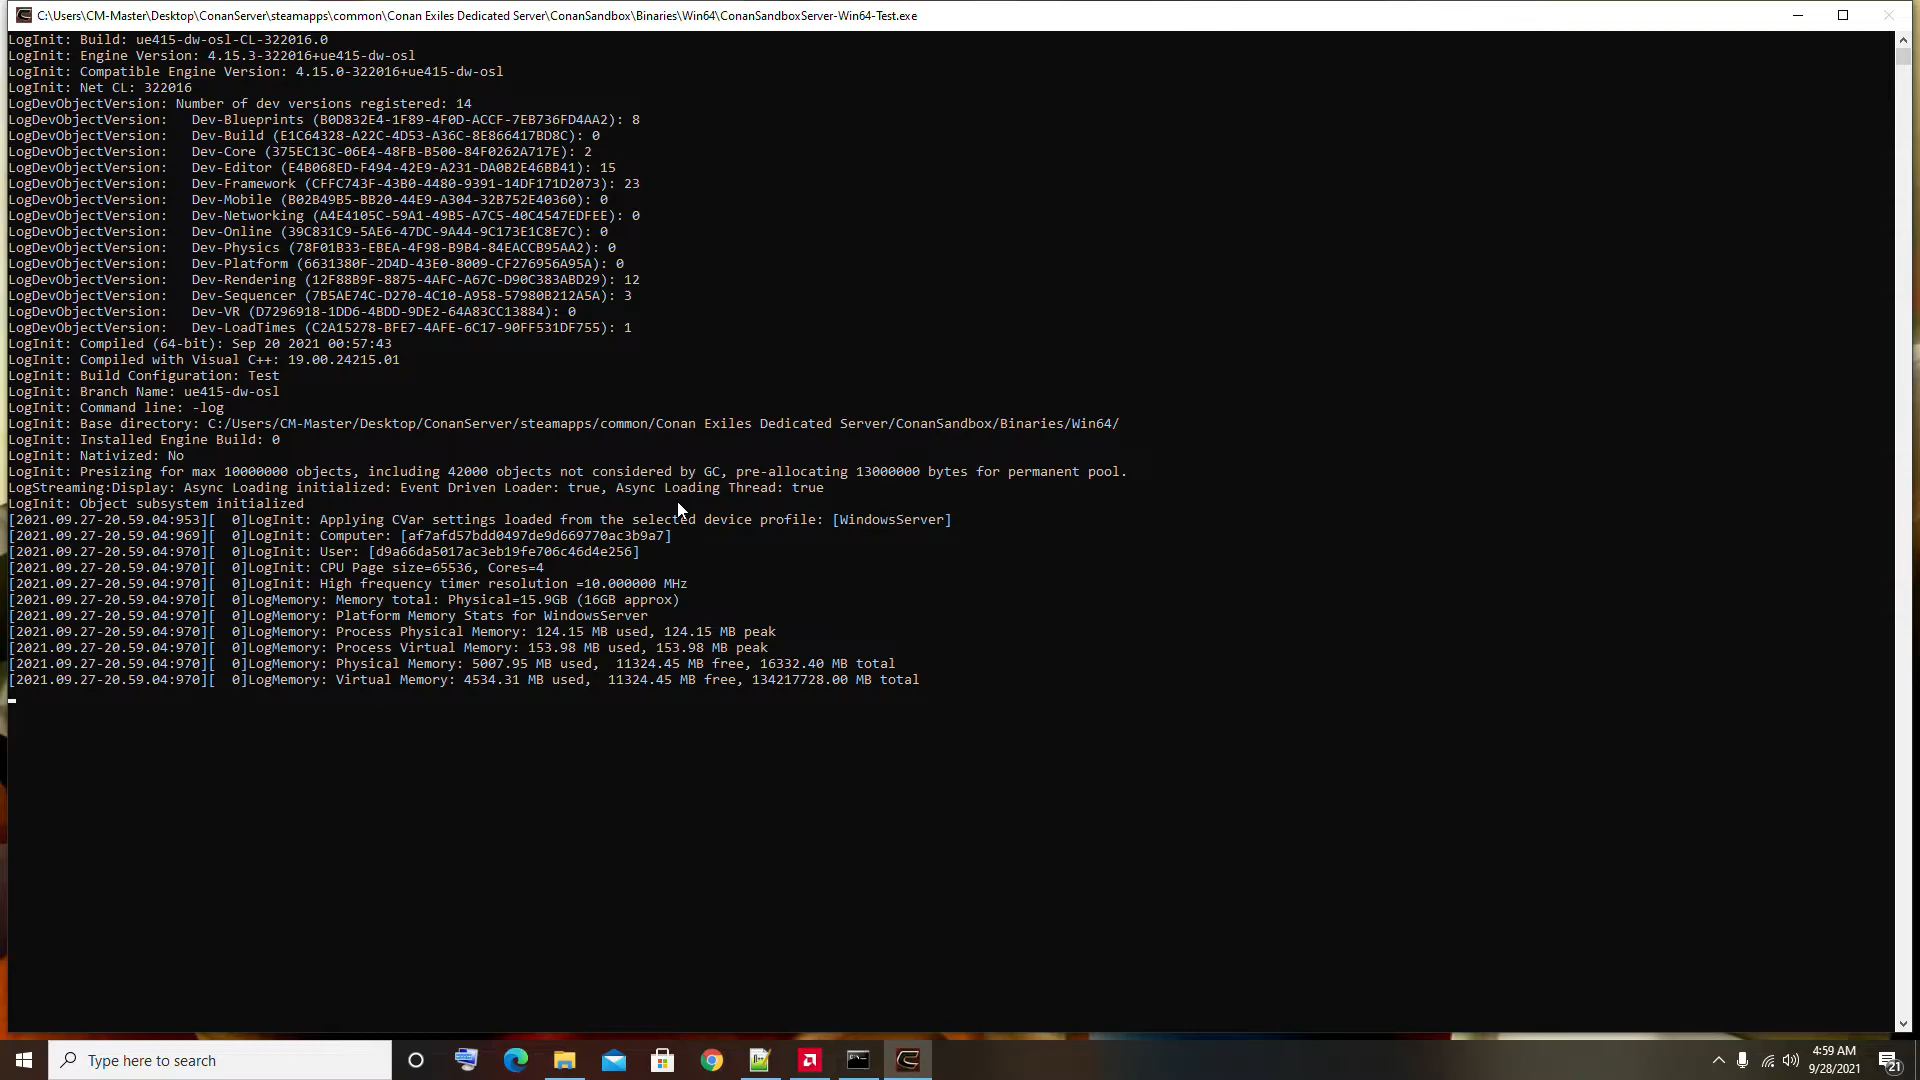 C:\Users\CM-Master\Desktop\ConanServer\steamapps\common\Conan Exiles Dedicated Server\ConanSandbox\Binaries\Win64\ConanSandboxServer-Win64-Test.exe
LogInit: Build: ue415-dw-osl-CL-322016.0
LogInit: Engine Version: 4.15.3-322016+ue415-dw-osl
LogInit: Compatible Engine Version: 4.15.0-322016+ue415-dw-osl
LogInit: Net CL: 322016
LogDevObjectVersion: Number of dev versions registered: 14
LogDevObjectVersion:   Dev-Blueprints (B0D832E4-1F89-4F0D-ACCF-7EB736FD4AA2): 8
LogDevObjectVersion:   Dev-Build (E1C64328-A22C-4D53-A36C-8E866417BD8C): 0
LogDevObjectVersion:   Dev-Core (375EC13C-06E4-48FB-B500-84F0262A717E): 2
LogDevObjectVersion:   Dev-Editor (E4B068ED-F494-42E9-A231-DA0B2E46BB41): 15
LogDevObjectVersion:   Dev-Framework (CFFC743F-43B0-4480-9391-14DF171D2073): 23
LogDevObjectVersion:   Dev-Mobile (B02B49B5-BB20-44E9-A304-32B752E40360): 0
LogDevObjectVersion:   Dev-Networking (A4E4105C-59A1-49B5-A7C5-40C4547EDFEE): 0
LogDevObjectVersion:   Dev-Online (39C831C9-5AE6-47DC-9A44-9C173E1C8E7C): 0
LogDevObjectVersion:   Dev-Physics (78F01B33-EBEA-4F98-B9B4-84EACCB95AA2): 0
LogDevObjectVersion:   Dev-Platform (6631380F-2D4D-43E0-8009-CF276956A95A): 0
LogDevObjectVersion:   Dev-Rendering (12F88B9F-8875-4AFC-A67C-D90C383ABD29): 12
LogDevObjectVersion:   Dev-Sequencer (7B5AE74C-D270-4C10-A958-57980B212A5A): 3
LogDevObjectVersion:   Dev-VR (D7296918-1DD6-4BDD-9DE2-64A83CC13884): 0
LogDevObjectVersion:   Dev-LoadTimes (C2A15278-BFE7-4AFE-6C17-90FF531DF755): 1
LogInit: Compiled (64-bit): Sep 20 2021 00:57:43
LogInit: Compiled with Visual C++: 19.00.24215.01
LogInit: Build Configuration: Test
LogInit: Branch Name: ue415-dw-osl
LogInit: Command line: -log
LogInit: Base directory: C:/Users/CM-Master/Desktop/ConanServer/steamapps/common/Conan Exiles Dedicated Server/ConanSandbox/Binaries/Win64/
LogInit: Installed Engine Build: 0
LogInit: Nativized: No
LogInit: Presizing for max 10000000 objects, including 42000 objects not considered by GC, pre-allocating 13000000 bytes for permanent pool.
LogStreaming:Display: Async Loading initialized: Event Driven Loader: true, Async Loading Thread: true
LogInit: Object subsystem initialized
[2021.09.27-20.59.04:953][  0]LogInit: Applying CVar settings loaded from the selected device profile: [WindowsServer]
[2021.09.27-20.59.04:969][  0]LogInit: Computer: [af7afd57bdd0497de9d669770ac3b9a7]
[2021.09.27-20.59.04:970][  0]LogInit: User: [d9a66da5017ac3eb19fe706c46d4e256]
[2021.09.27-20.59.04:970][  0]LogInit: CPU Page size=65536, Cores=4
[2021.09.27-20.59.04:970][  0]LogInit: High frequency timer resolution =10.000000 MHz
[2021.09.27-20.59.04:970][  0]LogMemory: Memory total: Physical=15.9GB (16GB approx)
[2021.09.27-20.59.04:970][  0]LogMemory: Platform Memory Stats for WindowsServer
[2021.09.27-20.59.04:970][  0]LogMemory: Process Physical Memory: 124.15 MB used, 124.15 MB peak
[2021.09.27-20.59.04:970][  0]LogMemory: Process Virtual Memory: 153.98 MB used, 153.98 MB peak
[2021.09.27-20.59.04:970][  0]LogMemory: Physical Memory: 5007.95 MB used,  11324.45 MB free, 16332.40 MB total
[2021.09.27-20.59.04:970][  0]LogMemory: Virtual Memory: 4534.31 MB used,  11324.45 MB free, 134217728.00 MB total
Type here to search
4:59 AM
9/28/2021
21